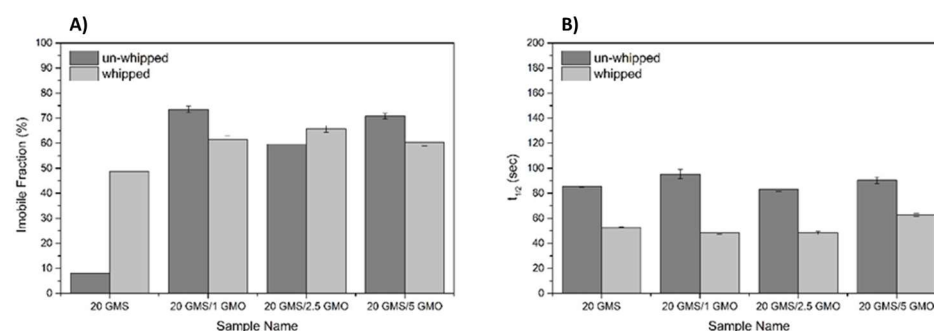 A)
100
90
80
70
60
50
40
30
20
10
0
Imobile Fraction (%)
un-whipped
whipped
20 GMS
20 GMS/1 GMO
20 GMS/2.5 GMO
20 GMS/5 GMO
Sample Name
B)
200
180
160
140
120
100
80
60
40
20
0
t1/2 (sec)
un-whipped
whipped
20 GMS
20 GMS/1 GMO
20 GMS/2.5 GMO
20 GMS/5 GMO
Sample Name